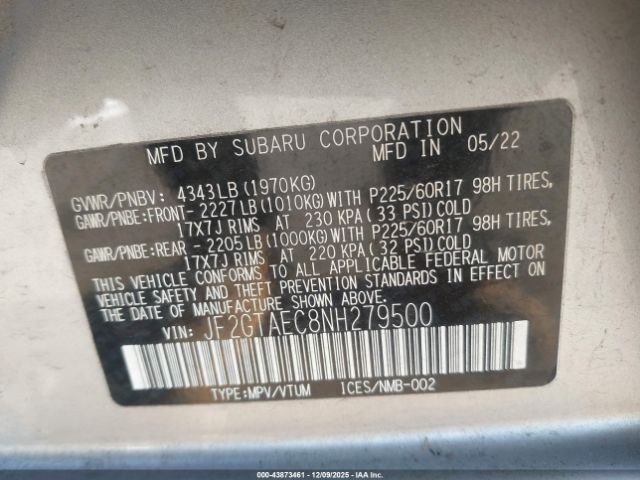 MFD BY SUBARU CORPORATION
MFD IN 05/22
GVWR/PNBV: 4343LB(1970KG)
GAWR/PNBE:FRONT- 2227LB(1010KG)WITH P225/60R17 98H TIRES,
17X7J RIMS AT 230 KPA(33 PSI)COLD
GAWR/PNBE:REAR - 2205LB(1000KG)WITH P225/60R17 98H TIRES,
17X7J RIMS AT 220 KPA(32 PSI)COLD
THIS VEHICLE CONFORMS TO ALL APPLICABLE FEDERAL MOTOR
VEHICLE SAFETY AND THEFT PREVENTION STANDARDS IN EFFECT ON
THE DATE OF MANUFACTURE SHOWN ABOVE.
VIN:
TYPE:MPV/VTUM ICES/NMB-002
© IAA - 43873461 - 12/09/2025 - IAAI.COM